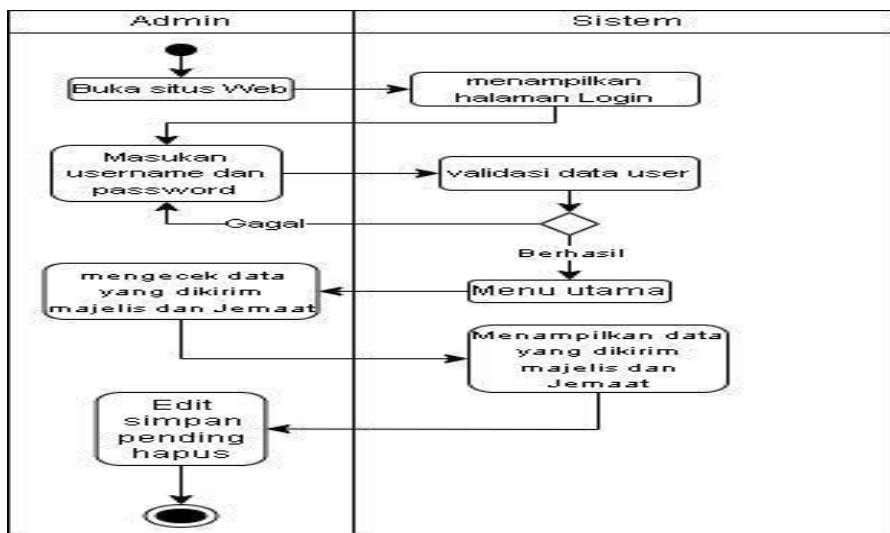 Admin
Sistem
Buka situs Web
menampilkan
halaman Login
Masukan
username dan
password
validasi data user
Gagal
Berhasil
Menu utama
mengecek data
yang dikirim
majelis dan Jemaat
Menampilkan data
yang dikirim
majelis dan
Jemaat
Edit
simpan
pending
hapus